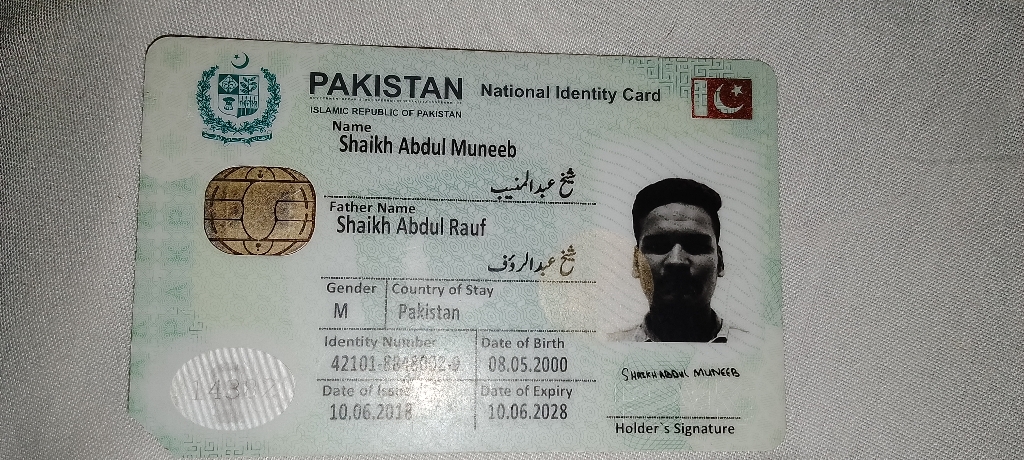 PAKISTAN National Identity Card
ISLAMIC REPUBLIC OF PAKISTAN
Name
Shaikh Abdul Muneeb
شیخ عبدالمنیب
Father Name
Shaikh Abdul Rauf
شیخ عبدالرؤف
Gender Country of Stay
M Pakistan
Identity Number Date of Birth
08.05.2000
Date of Issue Date of Expiry
10.06.2018 10.06.2028
SHAIKH ABDUL MUNEEB
Holder`s Signature